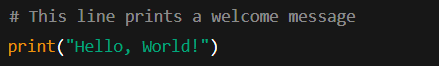 # This line prints a welcome message
print("Hello, World!")